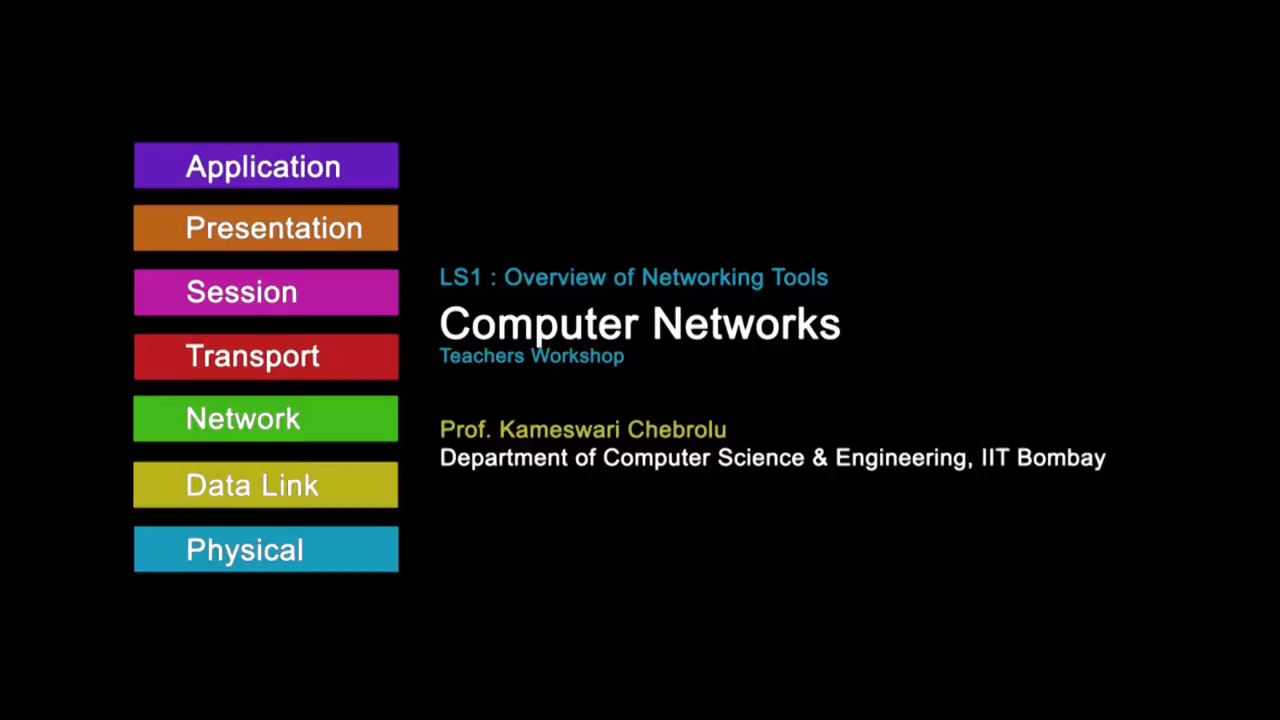 Application
Presentation
Session
Transport
Network
Data Link
Physical
LS1 : Overview of Networking Tools
Computer Networks
Teachers Workshop
Prof. Kameswari Chebrolu
Department of Computer Science & Engineering, IIT Bombay